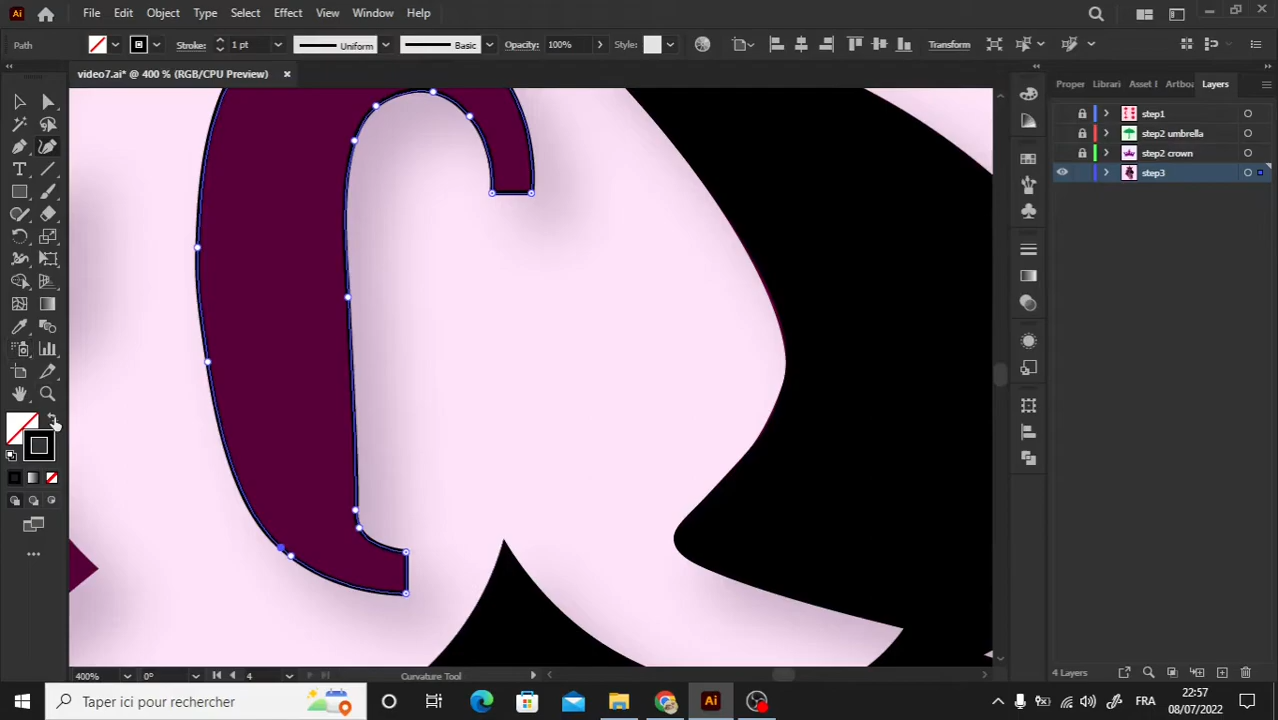 Ai File Edit Object Type Select Effect View Window Help
Path Stroke: 1 pt Uniform Basic Opacity: 100% Style: Transform
video7.ai* @ 400 % (RGB/CPU Preview)
Proper Librari Asset I Artboa Layers
step1
step2 umbrella
step2 crown
step3
400% 0° 4 Curvature Tool 4 Layers
Taper ici pour rechercher Ai FRA 22:57
08/07/2022